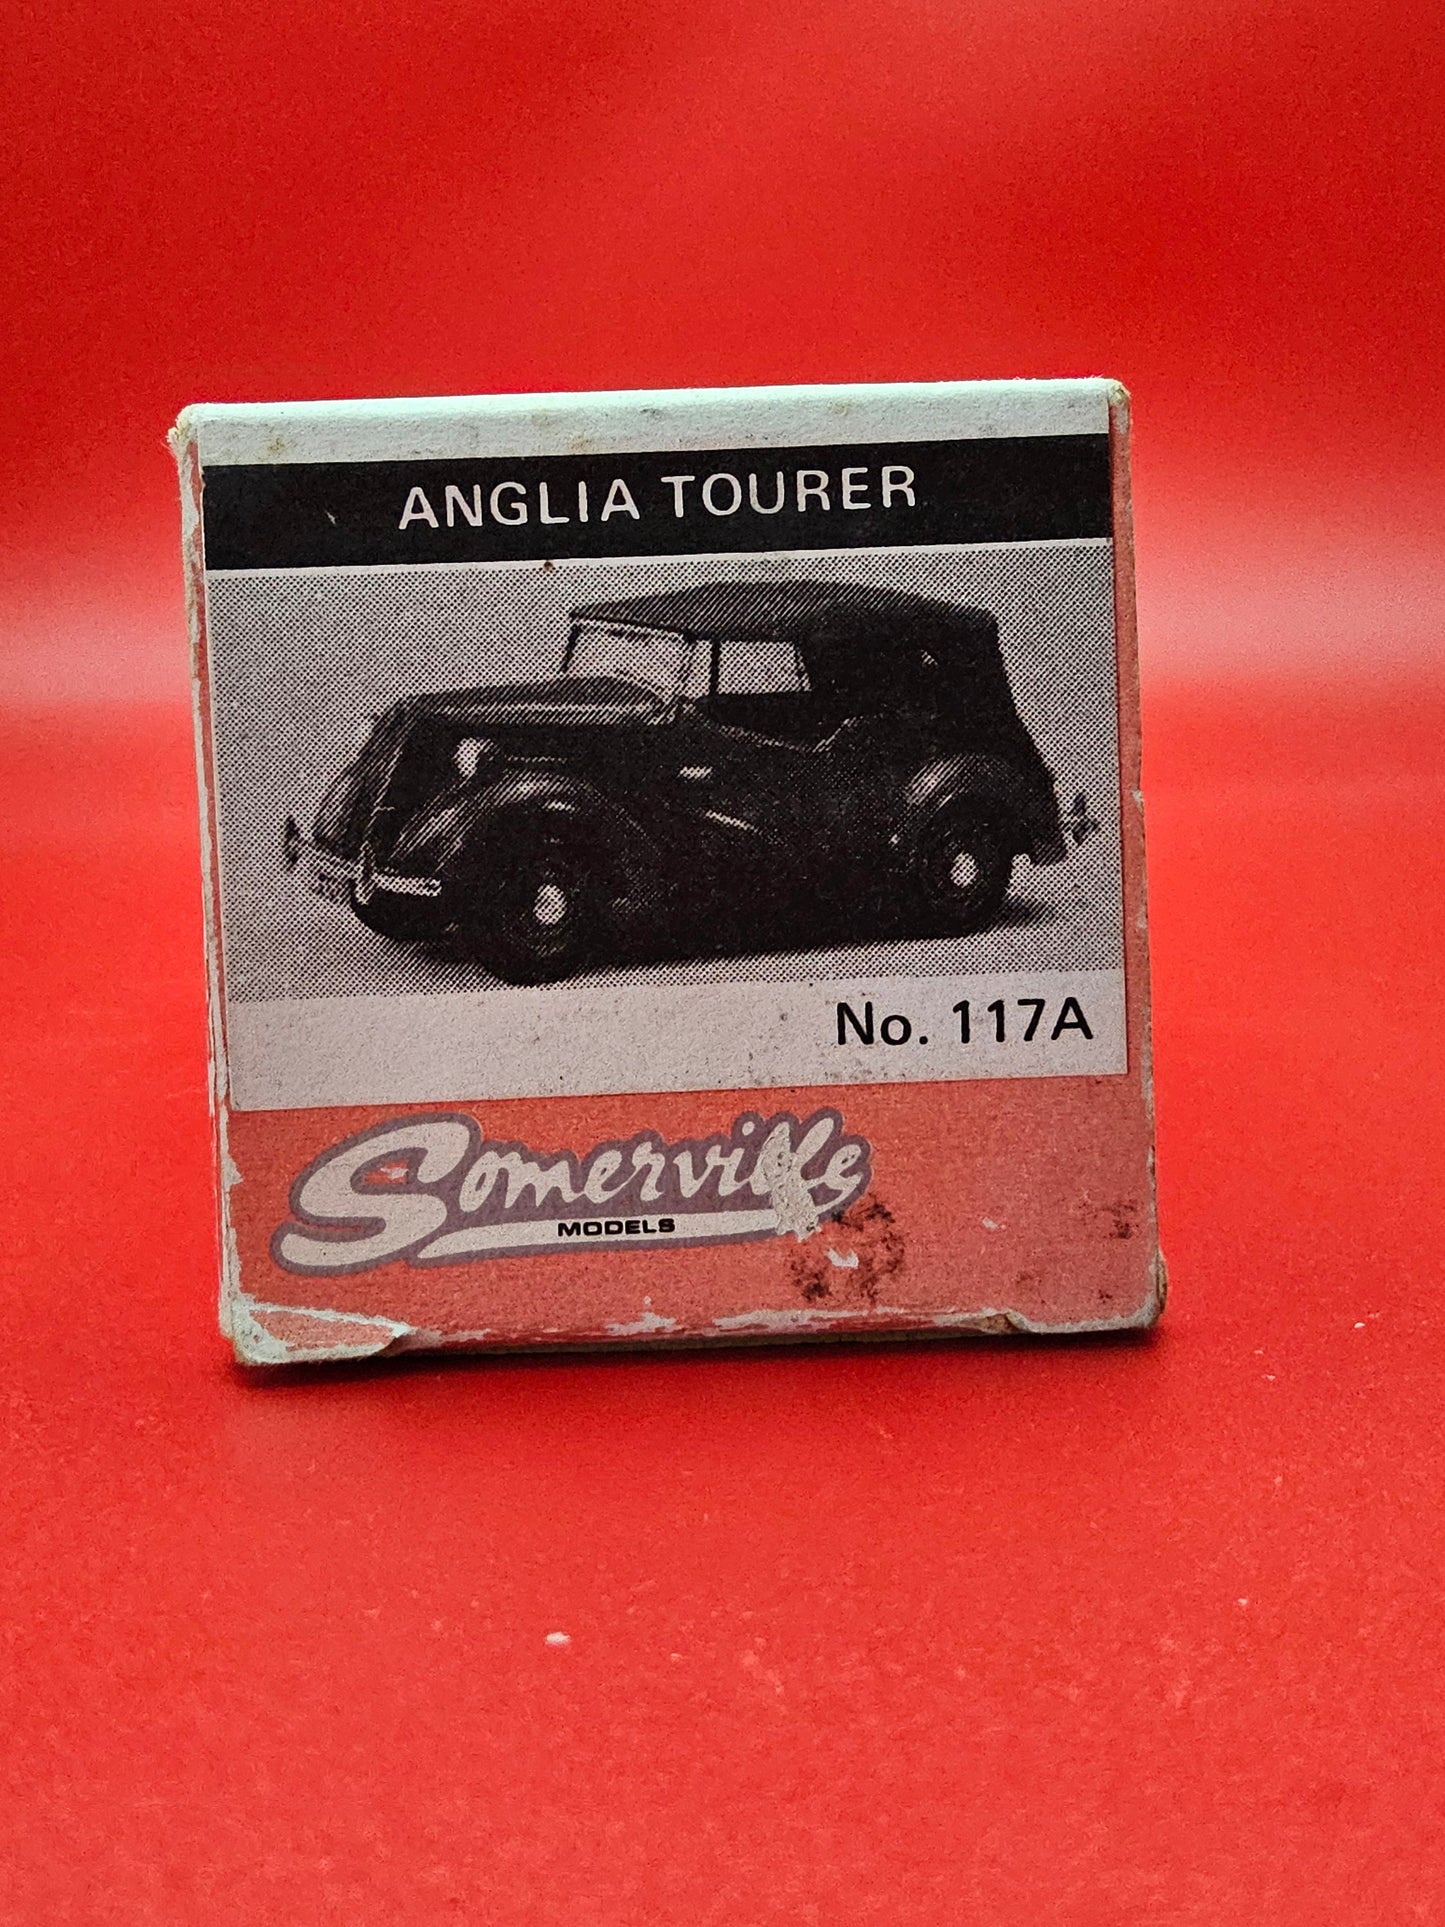 ANGLIA TOURER
No. 117A
Somerville
MODELS